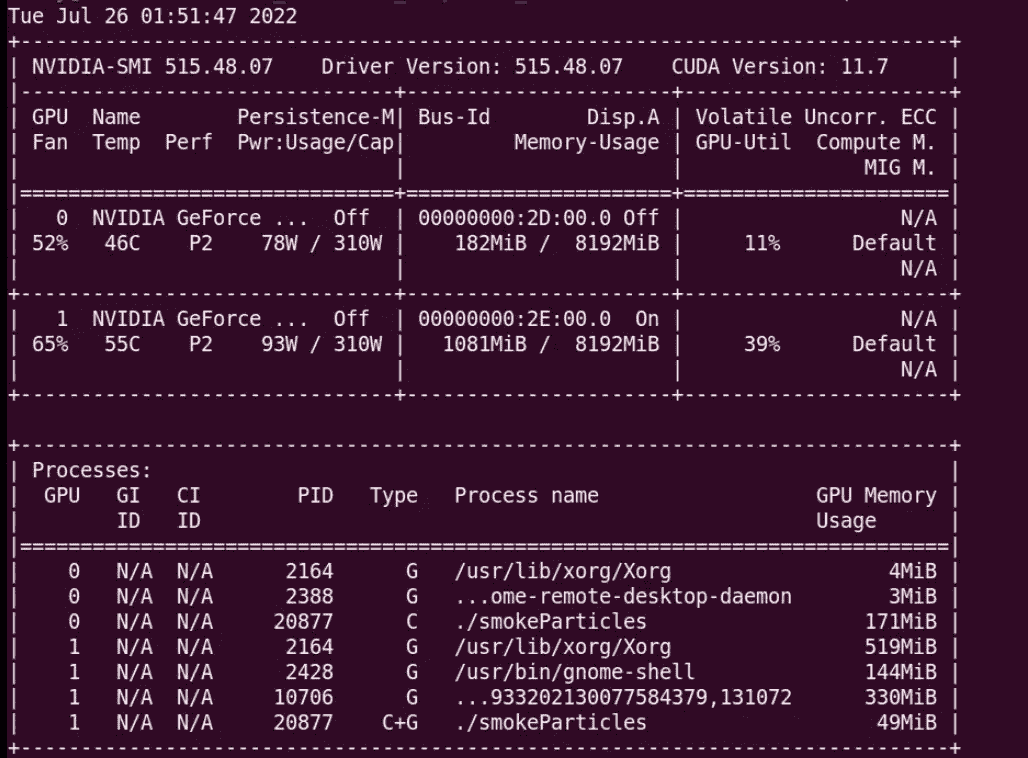 Tue Jul 26 01:51:47 2022
+-----------------------------------------------------------------------------+
| NVIDIA-SMI 515.48.07    Driver Version: 515.48.07    CUDA Version: 11.7     |
|-------------------------------+----------------------+----------------------+
| GPU  Name        Persistence-M| Bus-Id        Disp.A | Volatile Uncorr. ECC |
| Fan  Temp  Perf  Pwr:Usage/Cap|         Memory-Usage | GPU-Util  Compute M. |
|                               |                      |               MIG M. |
|===============================+======================+======================|
|   0  NVIDIA GeForce ...  Off  | 00000000:2D:00.0 Off |                  N/A |
| 52%   46C    P2    78W / 310W |    182MiB /  8192MiB |     11%      Default |
|                               |                      |                  N/A |
+-------------------------------+----------------------+----------------------+
|   1  NVIDIA GeForce ...  Off  | 00000000:2E:00.0  On |                  N/A |
| 65%   55C    P2    93W / 310W |   1081MiB /  8192MiB |     39%      Default |
|                               |                      |                  N/A |
+-------------------------------+----------------------+----------------------+

+-----------------------------------------------------------------------------+
| Processes:                                                                  |
|  GPU   GI   CI        PID   Type   Process name                  GPU Memory |
|        ID   ID                                                   Usage      |
|=============================================================================|
|    0   N/A  N/A      2164      G   /usr/lib/xorg/Xorg                  4MiB |
|    0   N/A  N/A      2388      G   ...ome-remote-desktop-daemon        3MiB |
|    0   N/A  N/A     20877      C   ./smokeParticles                  171MiB |
|    1   N/A  N/A      2164      G   /usr/lib/xorg/Xorg                519MiB |
|    1   N/A  N/A      2428      G   /usr/bin/gnome-shell              144MiB |
|    1   N/A  N/A     10706      G   ...933202130077584379,131072      330MiB |
|    1   N/A  N/A     20877    C+G   ./smokeParticles                   49MiB |
+-----------------------------------------------------------------------------+